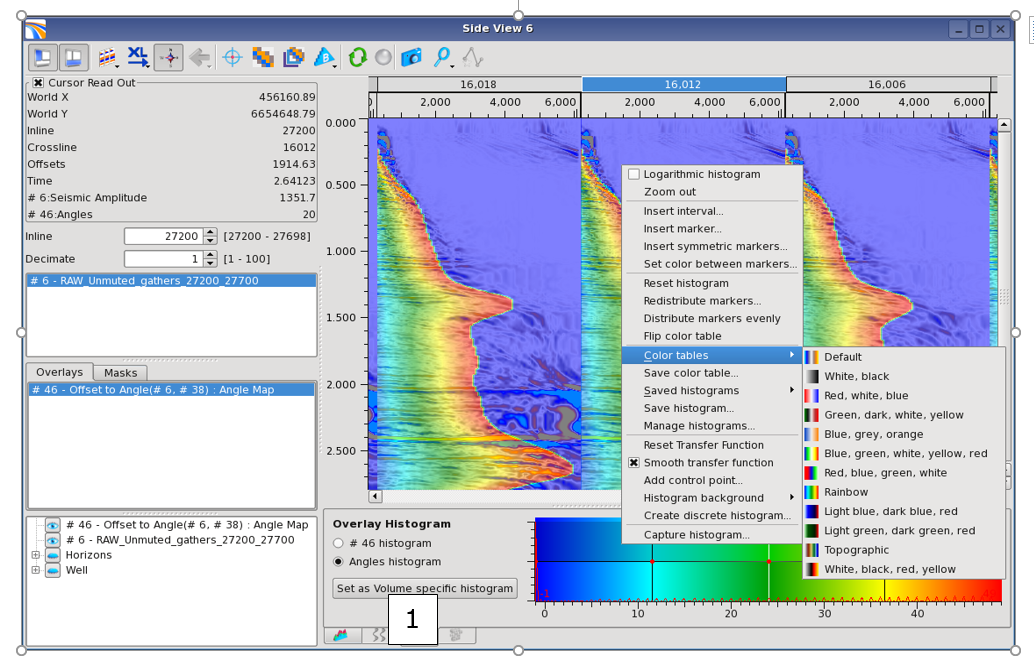 Side View 6
XL
Cursor Read Out
World X 456160.89
World Y 6654648.79
Inline 27200
Crossline 16012
Offsets 1914.63
Time 2.64123
# 6:Seismic Amplitude 1351.7
# 46:Angles 20
Inline 27200 [27200 - 27698]
Decimate 1 [1 - 100]
# 6 - RAW_Unmuted_gathers_27200_27700
Overlays Masks
# 46 - Offset to Angle(# 6, # 38) : Angle Map
# 46 - Offset to Angle(# 6, # 38) : Angle Map
# 6 - RAW_Unmuted_gathers_27200_27700
Horizons
Well
16,018 16,012 16,006
2,000 4,000 6,000 2,000 4,000 6,000 2,000 4,000 6,000
0.000
0.500
1.000
1.500
2.000
2.500
Logarithmic histogram
Zoom out
Insert interval...
Insert marker...
Insert symmetric markers...
Set color between markers...
Reset histogram
Redistribute markers...
Distribute markers evenly
Flip color table
Color tables
Save color table...
Saved histograms
Save histogram...
Manage histograms...
Reset Transfer Function
Smooth transfer function
Add control point...
Histogram background
Create discrete histogram...
Capture histogram...
Default
White, black
Red, white, blue
Green, dark, white, yellow
Blue, grey, orange
Blue, green, white, yellow, red
Red, blue, green, white
Rainbow
Light blue, dark blue, red
Light green, dark green, red
Topographic
White, black, red, yellow
Overlay Histogram
# 46 histogram
Angles histogram
Set as Volume specific histogram
0 10 20 30 40
1